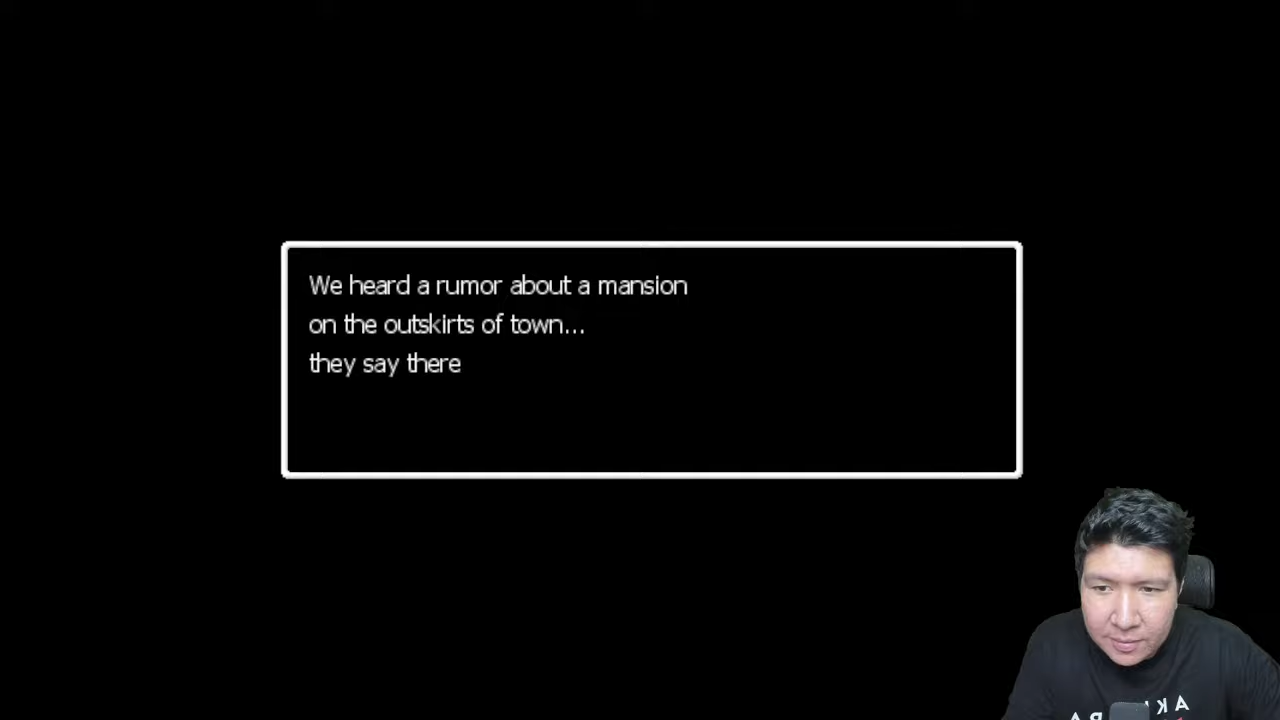 We heard a rumor about a mansion
on the outskirts of town...
they say there